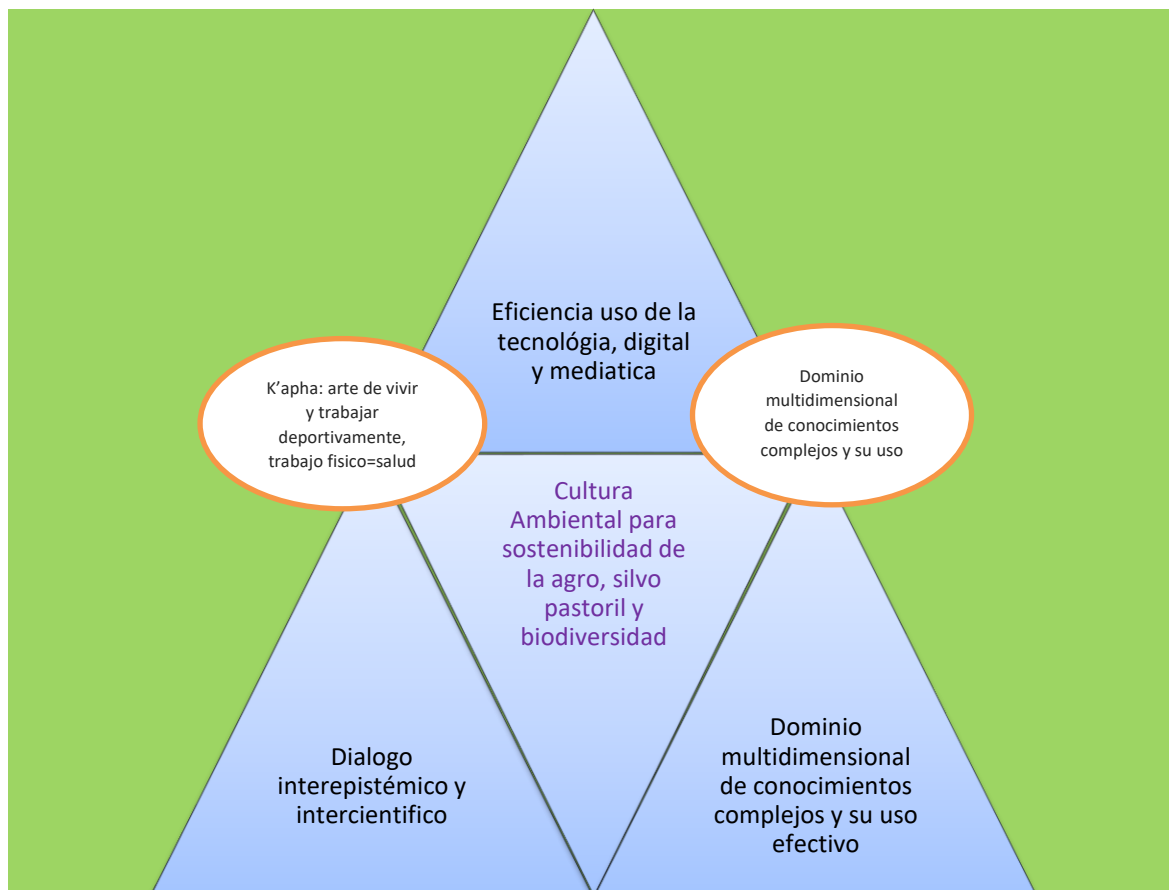 Eficiencia uso de la
tecnológia, digital
y mediatica
K’apha: arte de vivir
y trabajar
deportivamente,
trabajo fisico=salud
Dominio
multidimensional
de conocimientos
complejos y su uso
Cultura
Ambiental para
sostenibilidad de
la agro, silvo
pastoril y
biodiversidad
Dialogo
interepistémico y
intercientifico
Dominio
multidimensional
de conocimientos
complejos y su uso
efectivo